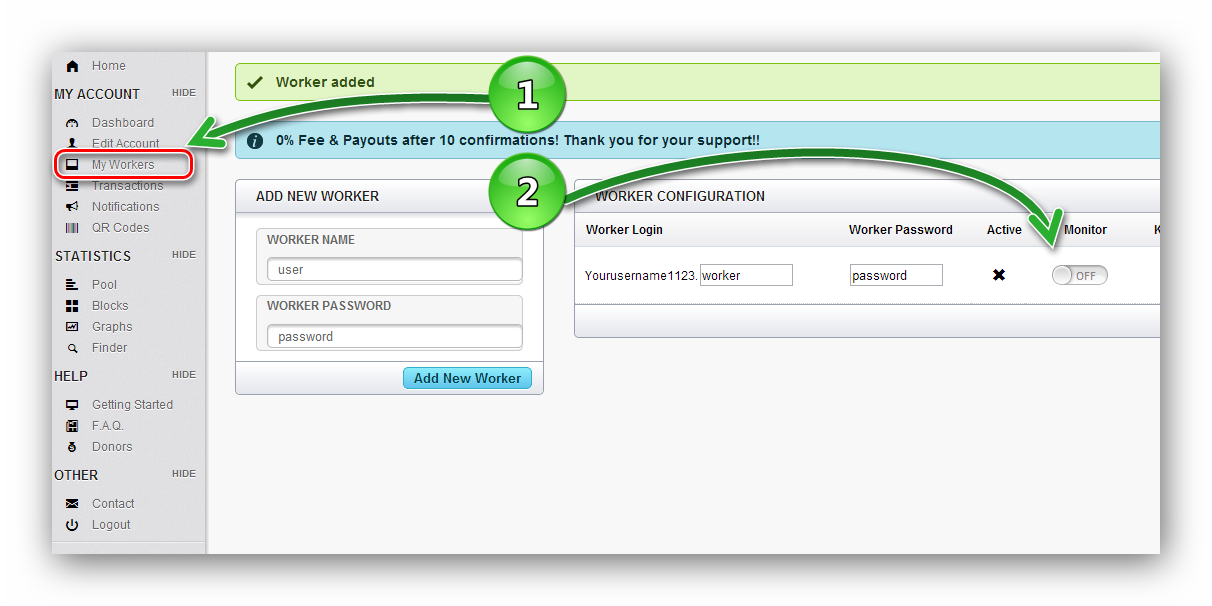 Home
MY ACCOUNT HIDE
Dashboard
Edit Account
My Workers
Transactions
Notifications
QR Codes
STATISTICS HIDE
Pool
Blocks
Graphs
Finder
HELP HIDE
Getting Started
F.A.Q.
Donors
OTHER HIDE
Contact
Logout
Worker added
1
0% Fee & Payouts after 10 confirmations! Thank you for your support!!
2
ADD NEW WORKER
WORKER NAME
user
WORKER PASSWORD
password
Add New Worker
WORKER CONFIGURATION
Worker Login Worker Password Active Monitor K
Yourusername1123. worker password OFF